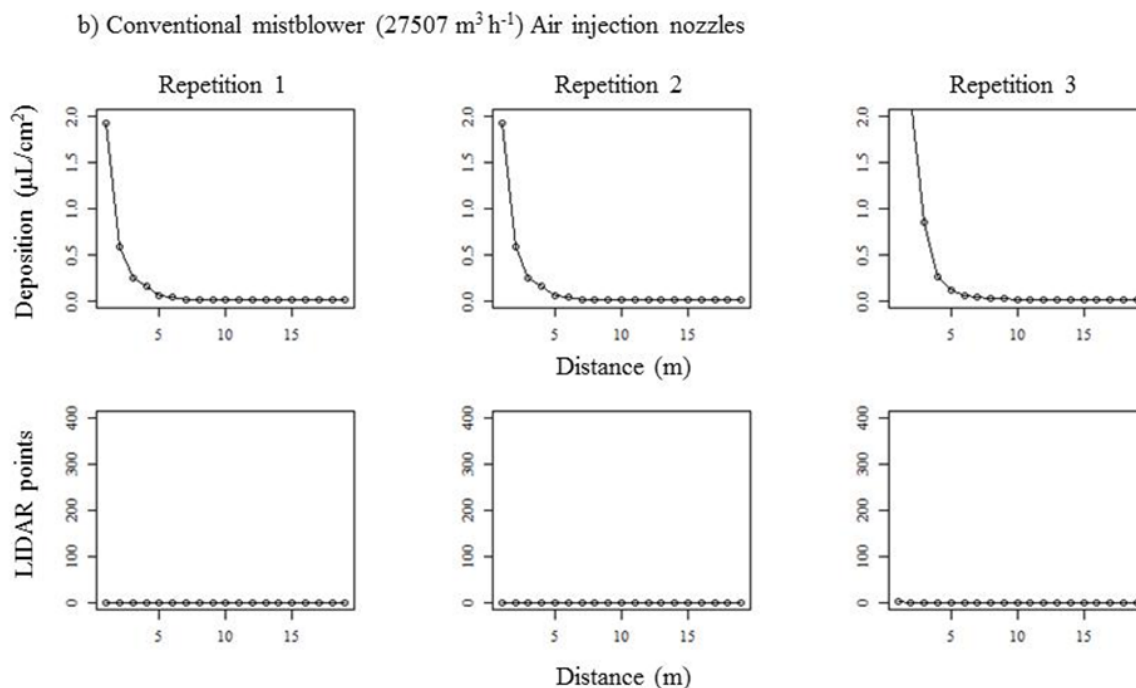 b) Conventional mistblower (27507 m³ h⁻¹) Air injection nozzles
Repetition 1 Repetition 2 Repetition 3
Deposition (µL/cm²)
2.0 2.0 2.0
1.5 1.5 1.5
1.0 1.0 1.0
0.5 0.5 0.5
0.0 0.0 0.0
5 10 15 5 10 15 5 10 15
Distance (m)
LIDAR points
400 400 400
300 300 300
200 200 200
100 100 100
0 0 0
5 10 15 5 10 15 5 10 15
Distance (m)